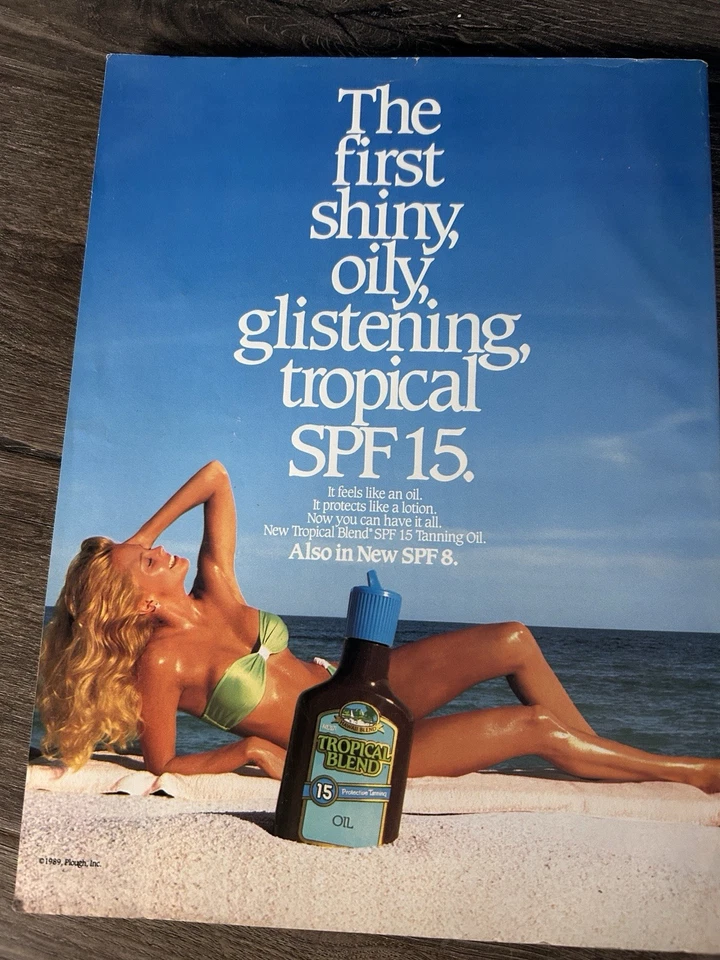 The
first
shiny,
oily,
glistening,
tropical
SPF 15.
It feels like an oil.
It protects like a lotion.
Now you can have it all.
New Tropical Blend® SPF 15 Tanning Oil.
Also in New SPF 8.
TROPICAL
BLEND
15 Protective Tanning
OIL
©1989, Plough, Inc.